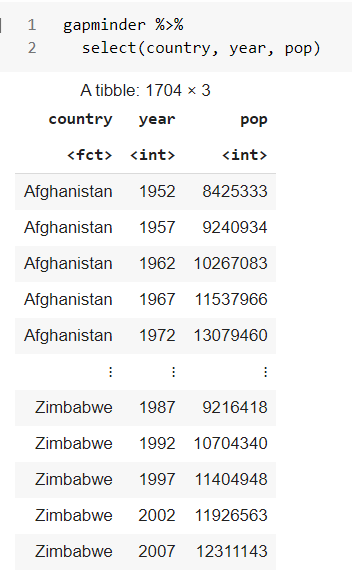 1 gapminder %>%
2 select(country, year, pop)
A tibble: 1704 × 3
country year pop
<fct> <int> <int>
Afghanistan 1952 8425333
Afghanistan 1957 9240934
Afghanistan 1962 10267083
Afghanistan 1967 11537966
Afghanistan 1972 13079460
⋮ ⋮ ⋮
Zimbabwe 1987 9216418
Zimbabwe 1992 10704340
Zimbabwe 1997 11404948
Zimbabwe 2002 11926563
Zimbabwe 2007 12311143